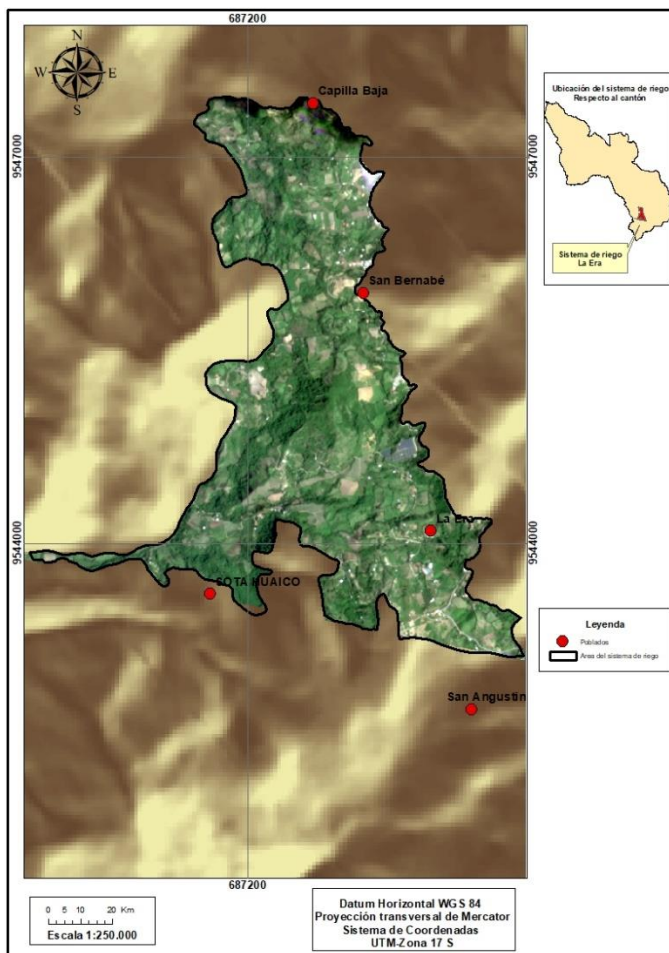 687200
N
W E
S
Capilla Baja
9547000
9547000
San Bernabé
La Era
9544000
9544000
SOTA HUAICO
San Angustin
687200
Ubicación del sistema de riego
Respecto al cantón
Sistema de riego
La Era
Leyenda
Poblados
Area del sistema de riego
0 5 10 20 Km
Escala 1:250.000
Datum Horizontal WGS 84
Proyección transversal de Mercator
Sistema de Coordenadas
UTM-Zona 17 S